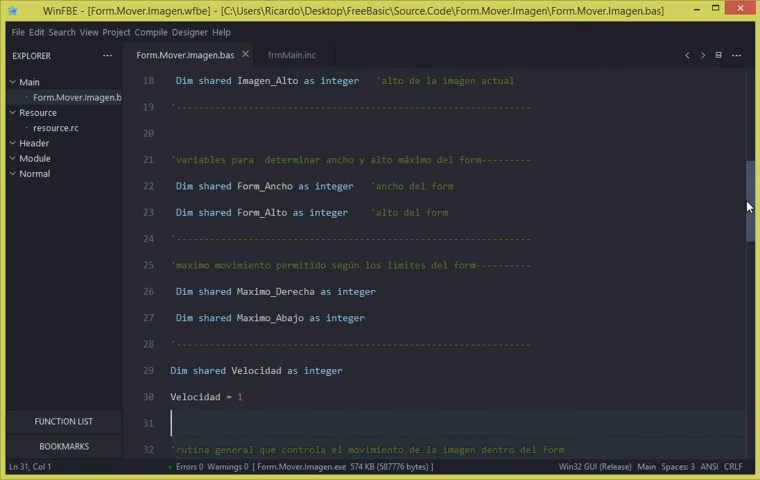 WinFBE - [Form.Mover.Imagen.wfbe] - [C:\Users\Ricardo\Desktop\FreeBasic\Source.Code\Form.Mover.Imagen\Form.Mover.Imagen.bas]
File Edit Search View Project Compile Designer Help
EXPLORER
Main
Form.Mover.Imagen.b
Resource
resource.rc
Header
Module
Normal
FUNCTION LIST
BOOKMARKS
Form.Mover.Imagen.bas
frmMain.inc
18 Dim shared Imagen_Alto as integer 'alto de la imagen actual
19 '---------------------------------------------------------------
20
21 'variables para  determinar ancho y alto máximo del form---------
22 Dim shared Form_Ancho as integer 'ancho del form
23 Dim shared Form_Alto as integer 'alto del form
24 '---------------------------------------------------------------
25 'maximo movimiento permitido según los limites del form----------
26 Dim shared Maximo_Derecha as integer
27 Dim shared Maximo_Abajo as integer
28 '---------------------------------------------------------------
29 Dim shared Velocidad as integer
30 Velocidad = 1
31
32 'rutina general que controla el movimiento de la imagen dentro del form
Ln 31, Col 1
Errors 0 Warnings 0 [ Form.Mover.Imagen.exe 574 KB (587776 bytes) ]
Win32 GUI (Release) Main Spaces: 3 ANSI CRLF